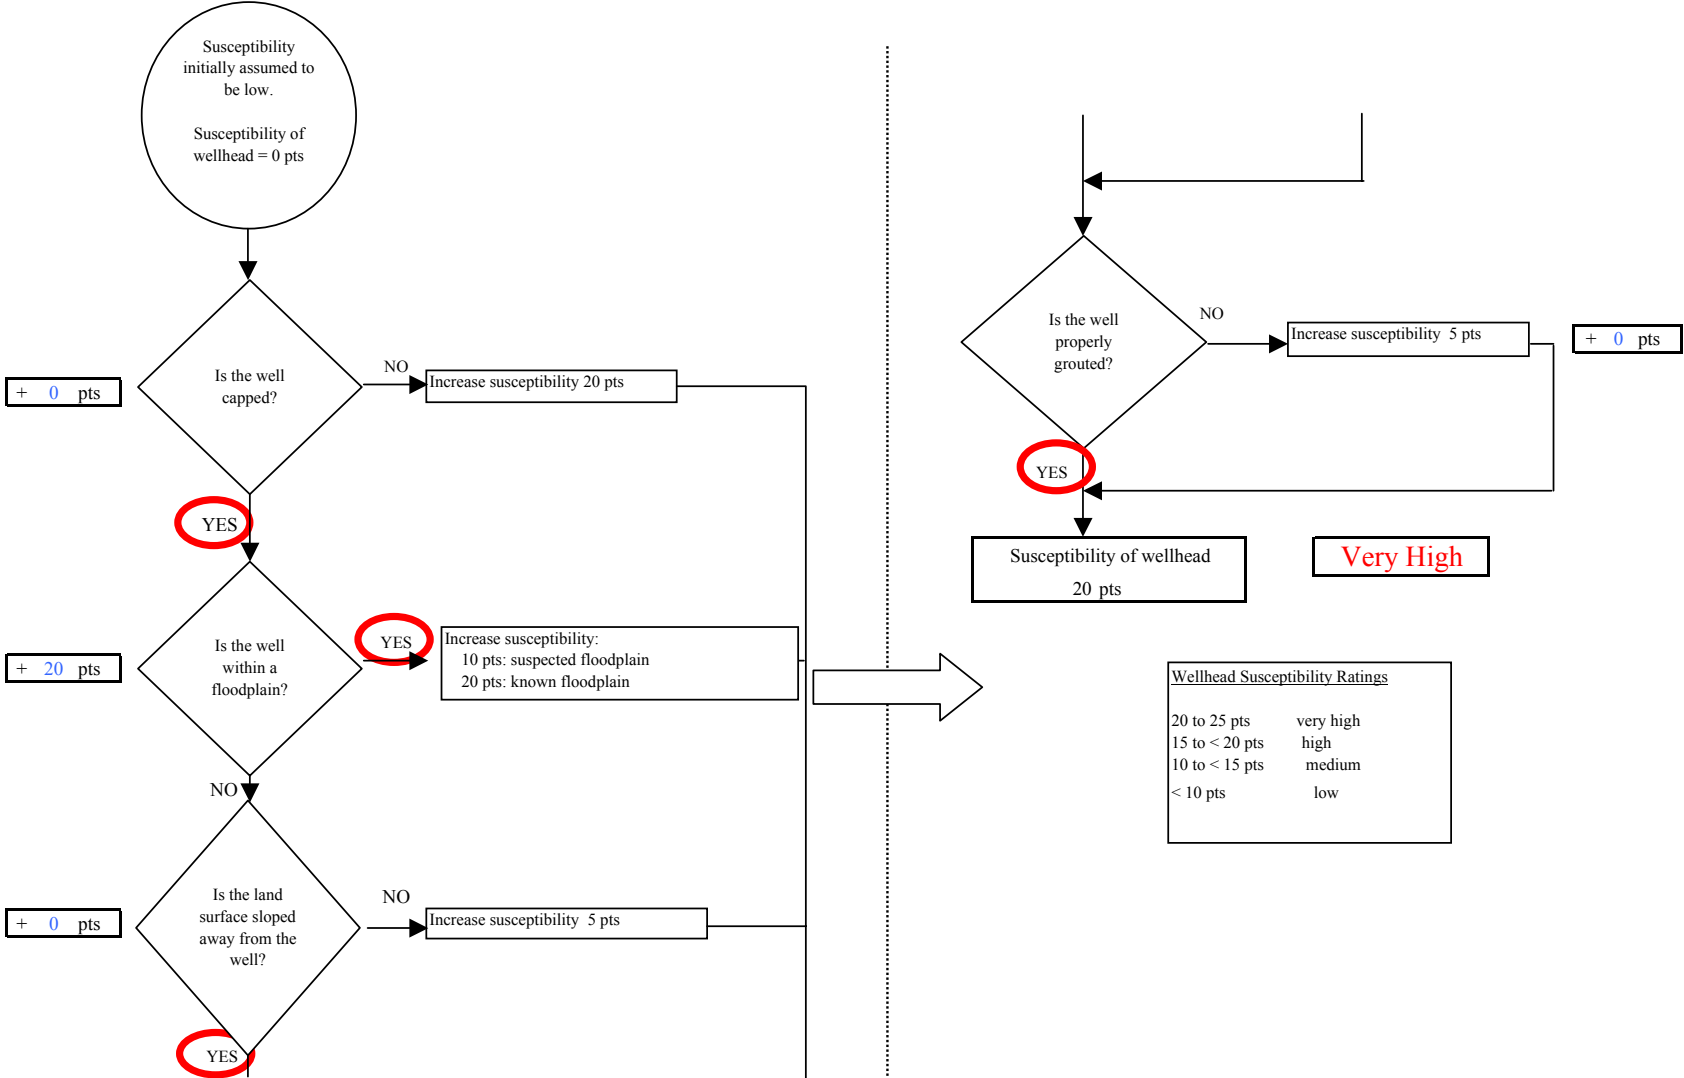 Susceptibility
initially assumed to
be low.
Susceptibility of
wellhead = 0 pts
Is the well
capped?
NO
Increase susceptibility 20 pts
+ 0 pts
YES
Is the well
within a
floodplain?
YES
Increase susceptibility:
10 pts: suspected floodplain
20 pts: known floodplain
+ 20 pts
NO
Is the land
surface sloped
away from the
well?
NO
Increase susceptibility 5 pts
+ 0 pts
YES
Is the well
properly
grouted?
NO
Increase susceptibility 5 pts
+ 0 pts
YES
Susceptibility of wellhead
20 pts
Very High
Wellhead Susceptibility Ratings
20 to 25 pts very high
15 to < 20 pts high
10 to < 15 pts medium
< 10 pts low